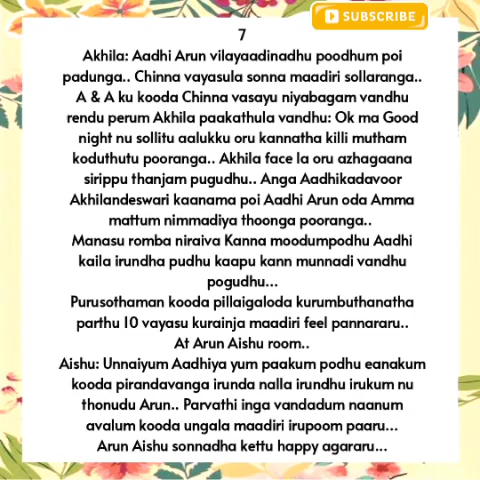 SUBSCRIBE
7
Akhila: Aadhi Arun vilayaadinadhu poodhum poi
padunga.. Chinna vayasula sonna maadiri sollaranga..
A & A ku kooda Chinna vasayu niyabagam vandhu
rendu perum Akhila paakathula vandhu: Ok ma Good
night nu sollitu aalukku oru kannatha killi mutham
koduthutu pooranga.. Akhila face la oru azhagaana
sirippu thanjam pugudhu.. Anga Aadhikadavoor
Akhilandeswari kaanama poi Aadhi Arun oda Amma
mattum nimmadiya thoonga pooranga..
Manasu romba niraiva Kanna moodumpodhu Aadhi
kaila irundha pudhu kaapu kann munnadi vandhu
pogudhu...
Purusothaman kooda pillaigaloda kurumbuthanatha
parthu 10 vayasu kurainja maadiri feel pannararu..
At Arun Aishu room..
Aishu: Unnaiyum Aadhiya yum paakum podhu eanakum
kooda pirandavanga irunda nalla irundhu irukum nu
thonudu Arun.. Parvathi inga vandadum naanum
avalum kooda ungala maadiri irupoom paaru...
Arun Aishu sonnadha kettu happy agararu...